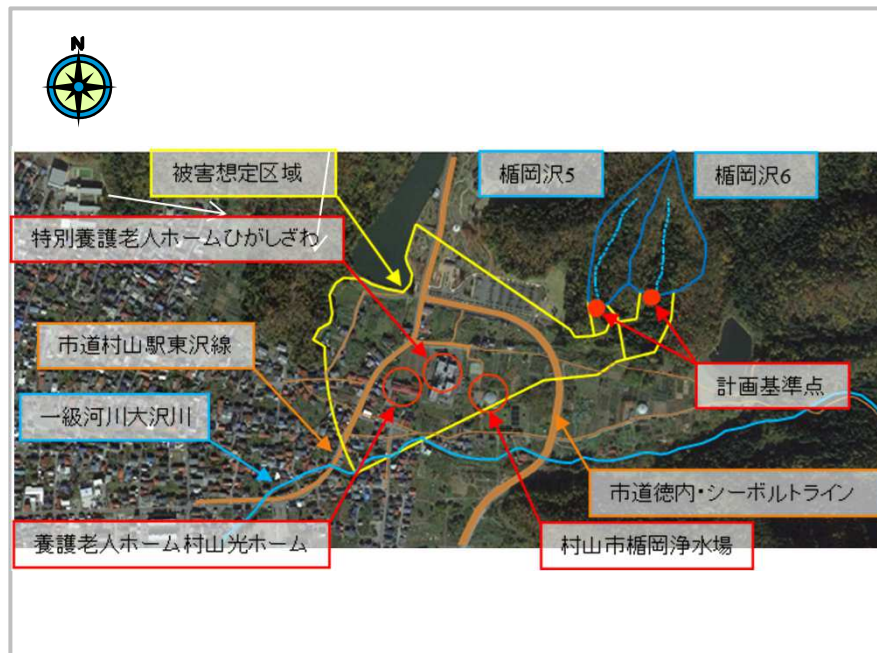 N
被害想定区域
楯岡沢5
楯岡沢6
特別養護老人ホームひがしざわ
市道村山駅東沢線
計画基準点
一級河川大沢川
市道徳内・シーボルトライン
養護老人ホーム村山光ホーム
村山市楯岡浄水場